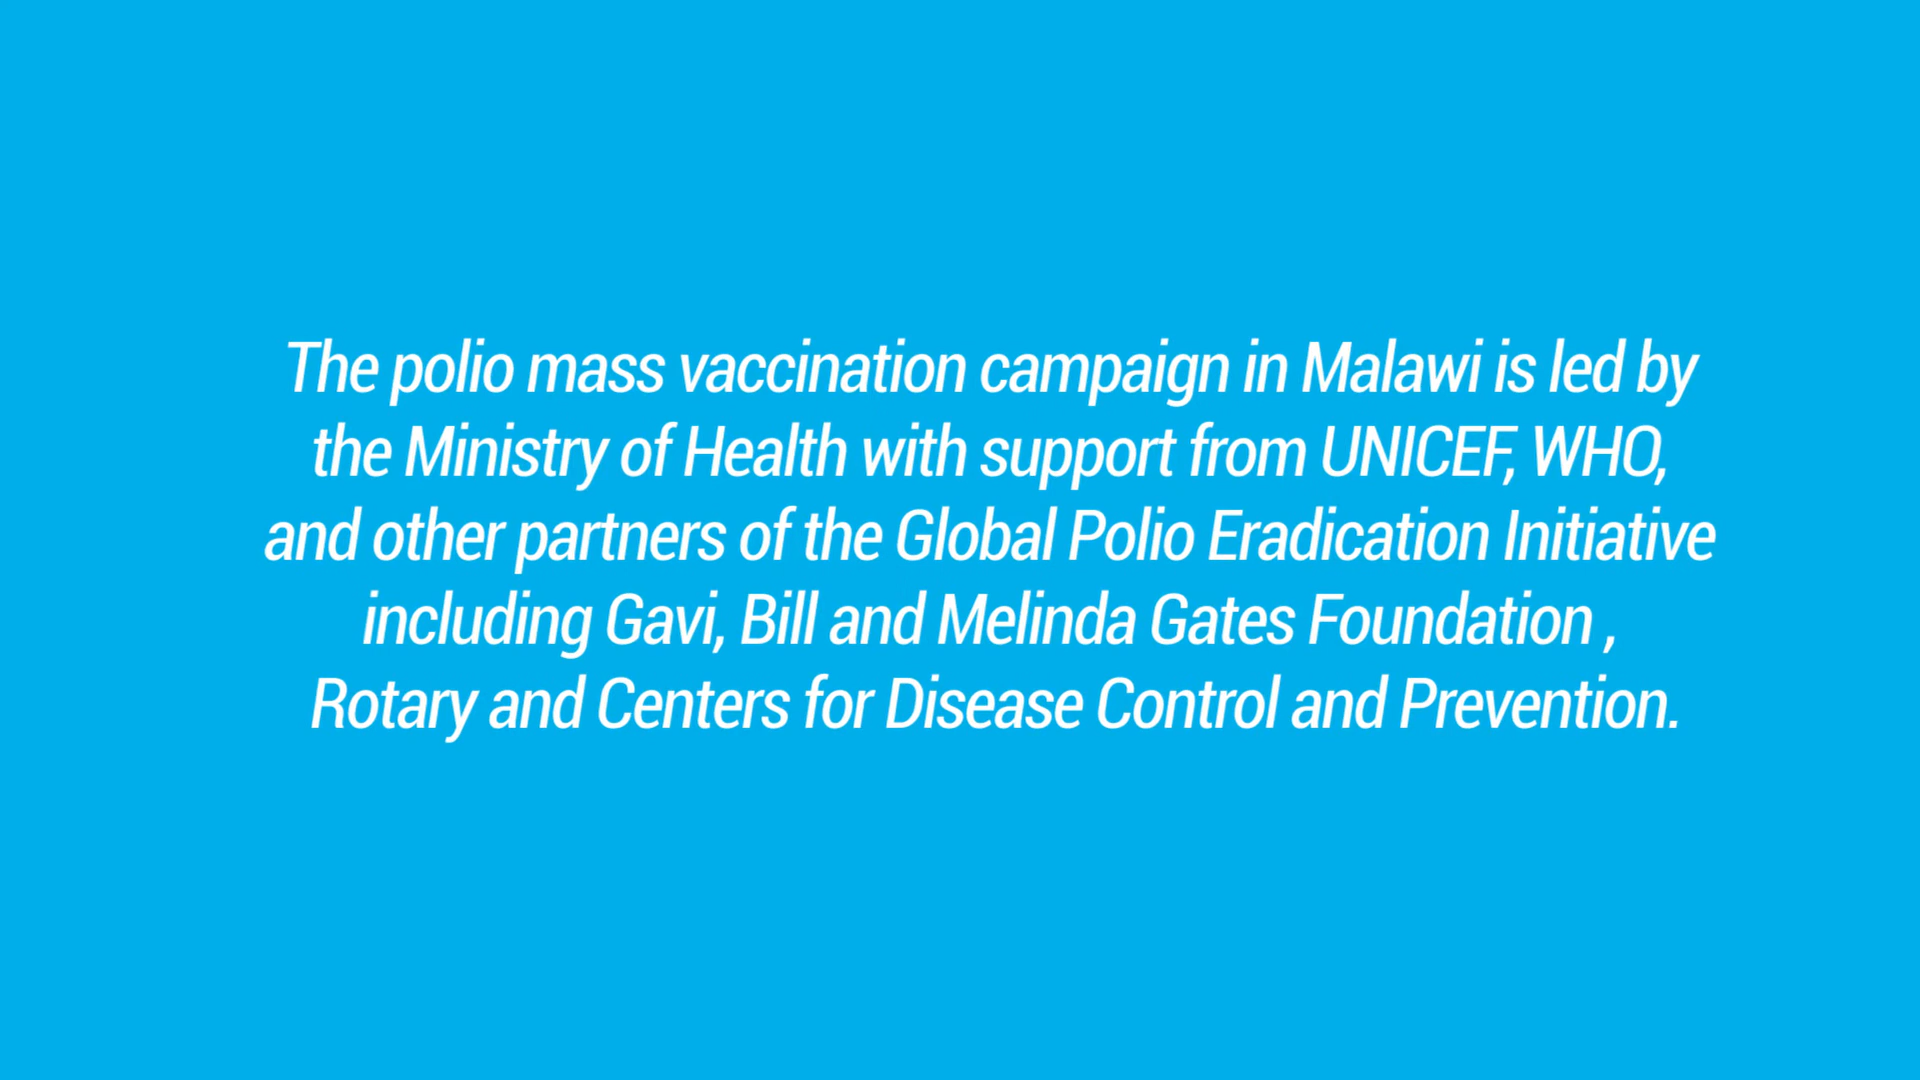 The polio mass vaccination campaign in Malawi is led by
the Ministry of Health with support from UNICEF, WHO,
and other partners of the Global Polio Eradication Initiative
including Gavi, Bill and Melinda Gates Foundation ,
Rotary and Centers for Disease Control and Prevention.